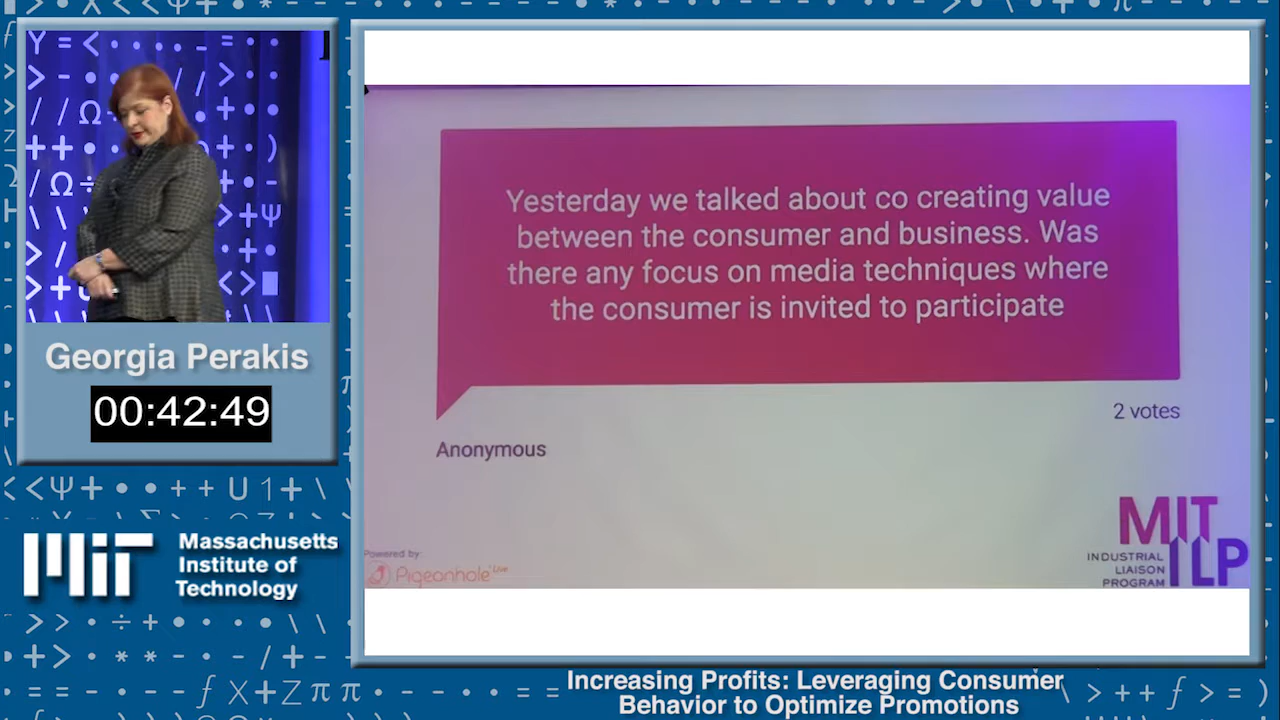 Georgia Perakis
00:42:49
MIT
Massachusetts
Institute of
Technology
Yesterday we talked about co creating value
between the consumer and business. Was
there any focus on media techniques where
the consumer is invited to participate
2 votes
Anonymous
Powered by:
Pigeonhole Live
MIT
INDUSTRIAL
LIAISON
PROGRAM
ILP
Increasing Profits: Leveraging Consumer
Behavior to Optimize Promotions